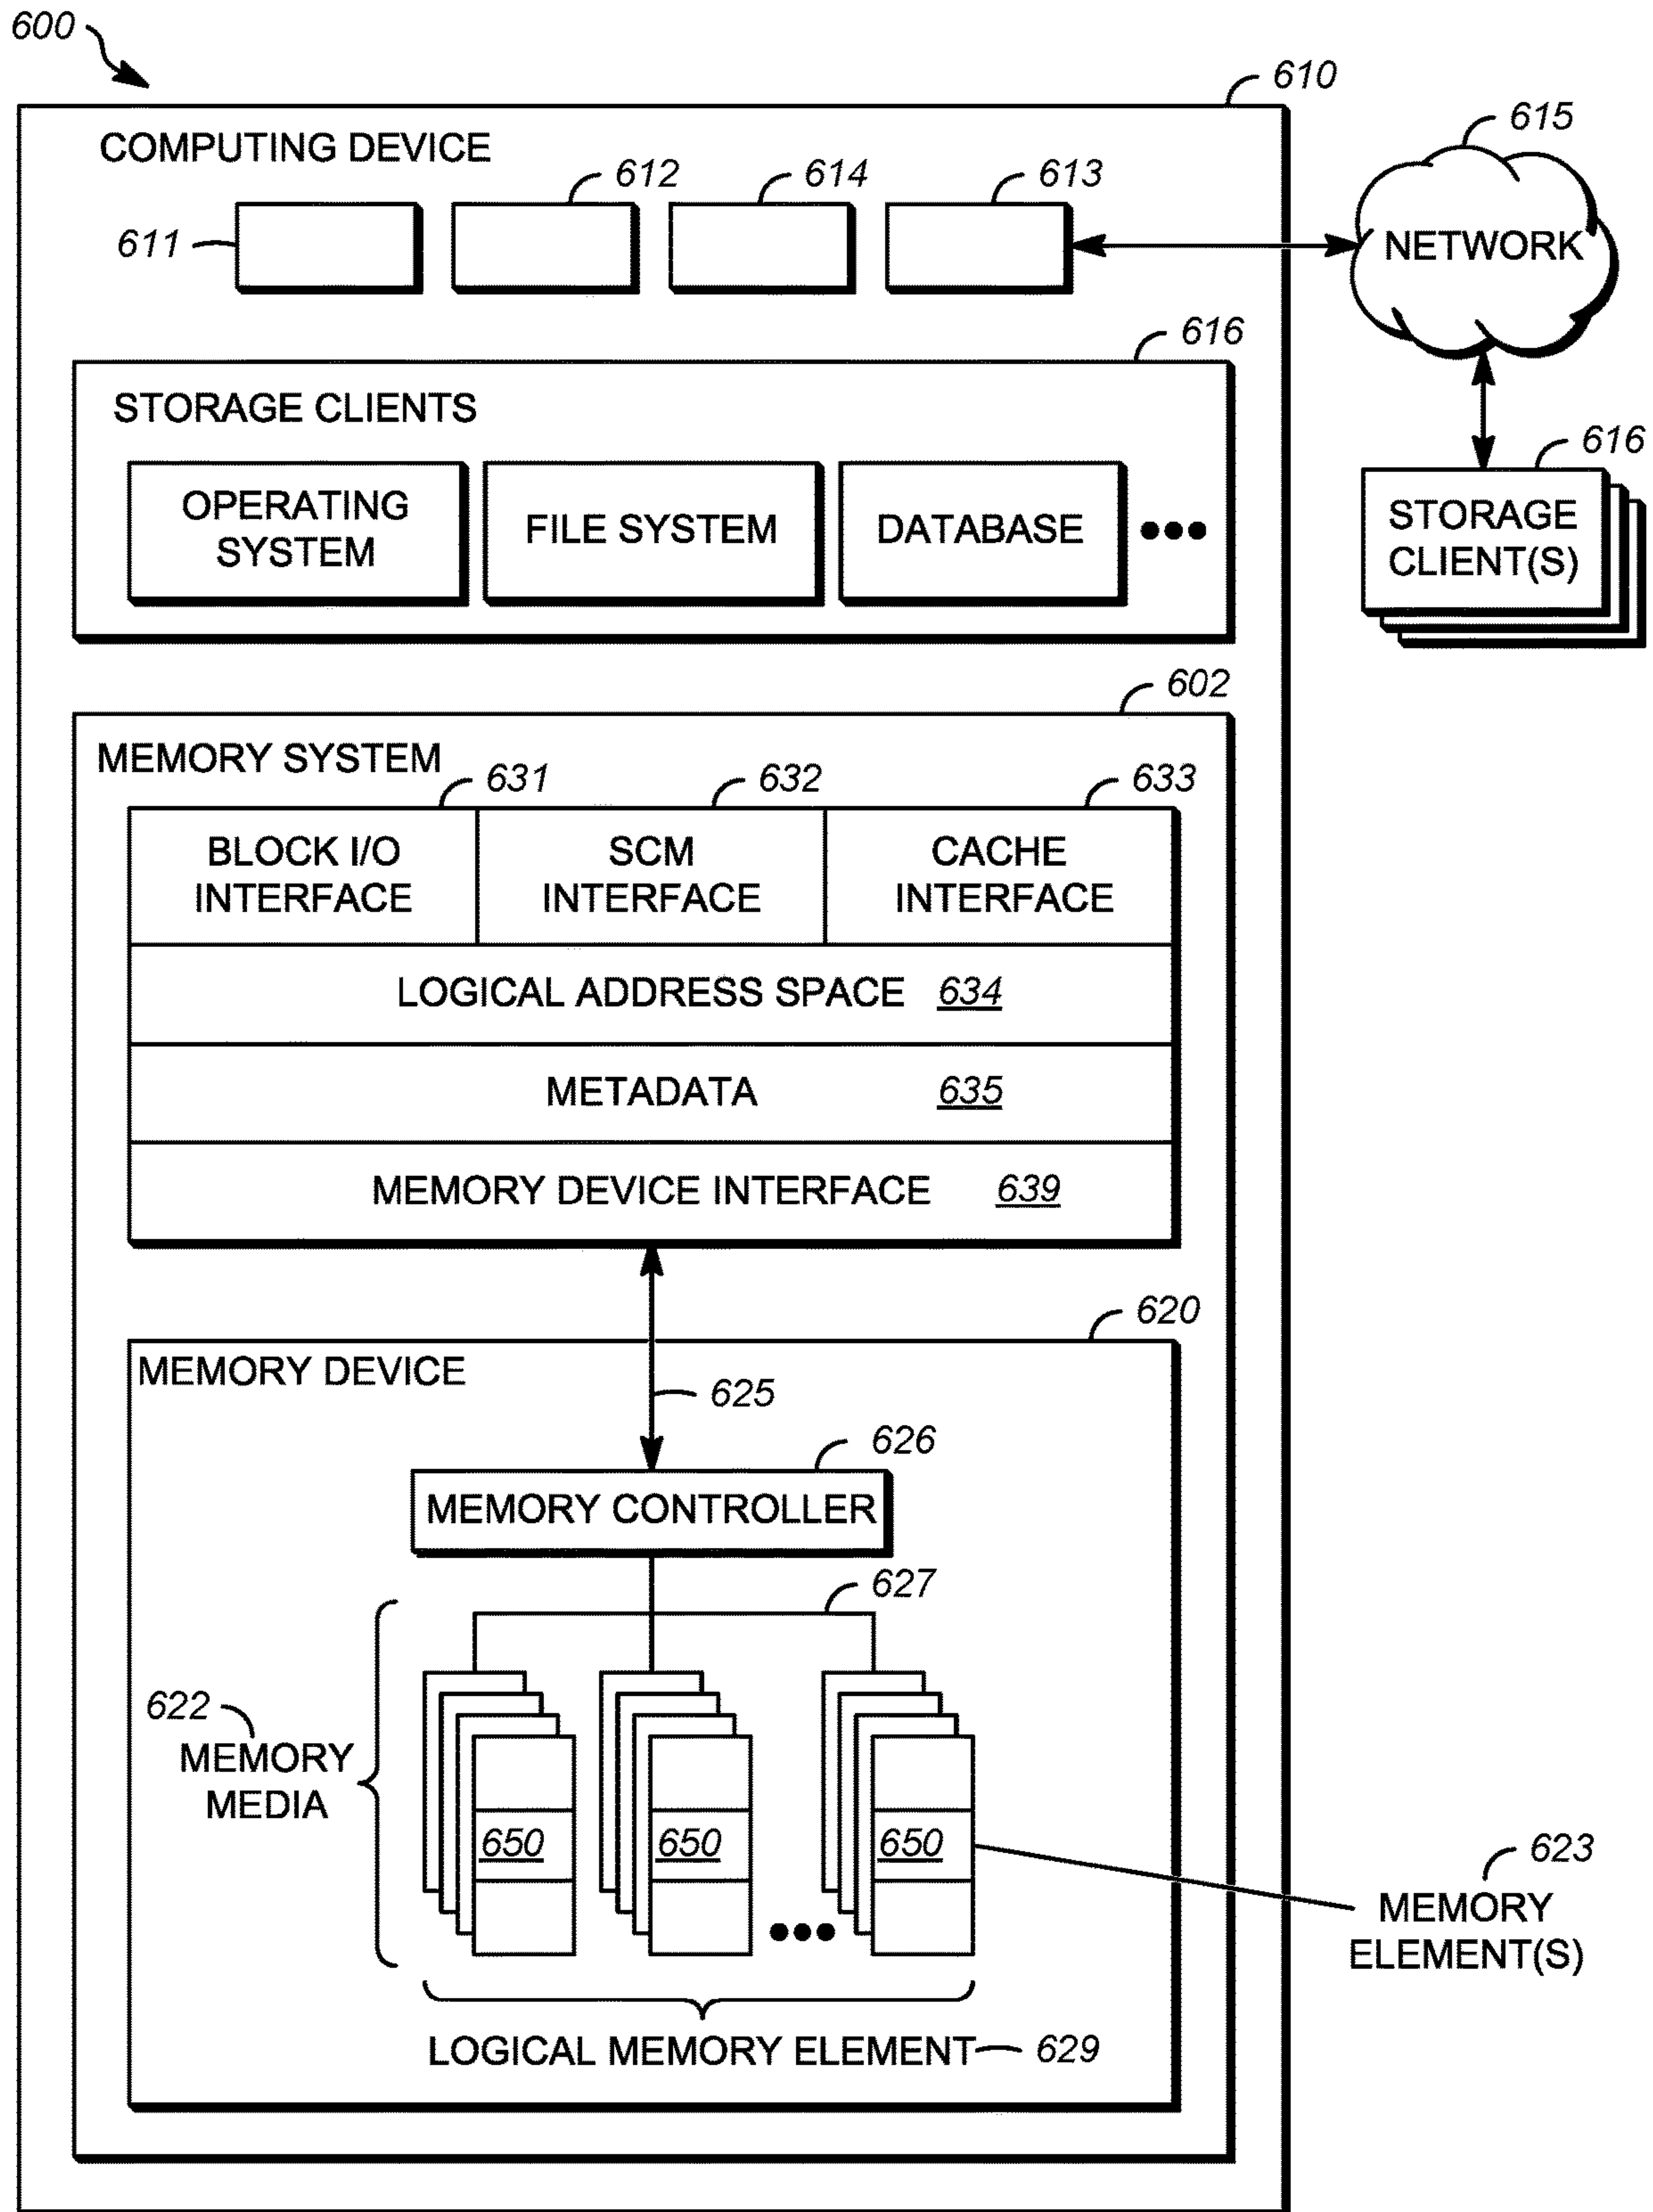 600
610
COMPUTING DEVICE
615
612
614
613
611
NETWORK
616
STORAGE CLIENTS
OPERATING
SYSTEM
FILE SYSTEM
DATABASE
616
STORAGE
CLIENT(S)
602
MEMORY SYSTEM
631
632
633
BLOCK I/O
INTERFACE
SCM
INTERFACE
CACHE
INTERFACE
LOGICAL ADDRESS SPACE 634
METADATA 635
MEMORY DEVICE INTERFACE 639
620
MEMORY DEVICE
625
626
MEMORY CONTROLLER
627
622
MEMORY
MEDIA
650
650
650
623
MEMORY
ELEMENT(S)
LOGICAL MEMORY ELEMENT 629